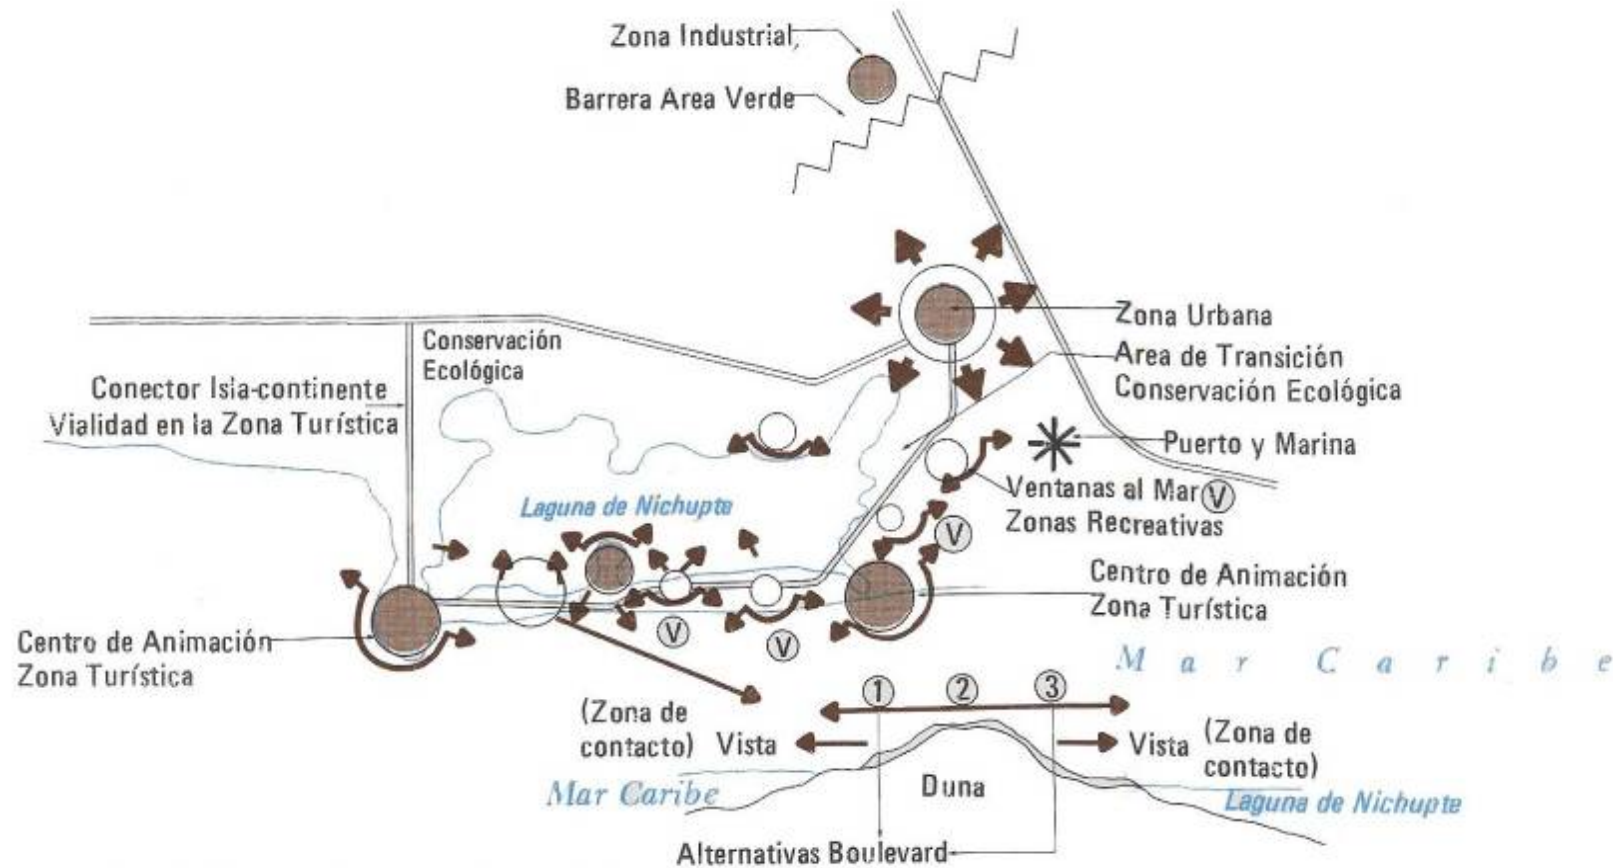 Zona Industrial
Barrera Area Verde
Zona Urbana
Area de Transición
Conservación Ecológica
Conservación
Ecológica
Conector Isla-continente
Vialidad en la Zona Turística
Puerto y Marina
Ventanas al Mar V
Zonas Recreativas
Laguna de Nichupte
V
Centro de Animación
Zona Turística
Centro de Animación
Zona Turística
V
V
Mar Caribe
1 2 3
(Zona de
contacto) Vista
Vista (Zona de
contacto)
Mar Caribe
Duna
Laguna de Nichupte
Alternativas Boulevard